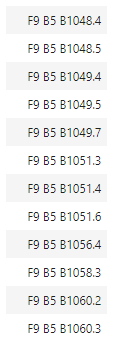 F9 B5 B1048.4
F9 B5 B1048.5
F9 B5 B1049.4
F9 B5 B1049.5
F9 B5 B1049.7
F9 B5 B1051.3
F9 B5 B1051.4
F9 B5 B1051.6
F9 B5 B1056.4
F9 B5 B1058.3
F9 B5 B1060.2
F9 B5 B1060.3